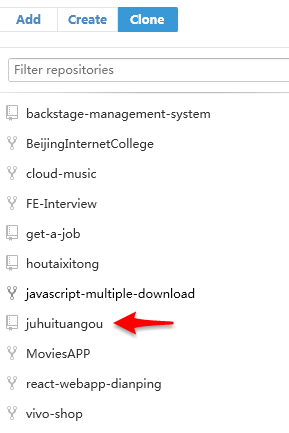 Add Create Clone
Filter repositories
backstage-management-system
BeijingInternetCollege
cloud-music
FE-Interview
get-a-job
houtaixitong
javascript-multiple-download
juhuituangou
MoviesAPP
react-webapp-dianping
vivo-shop